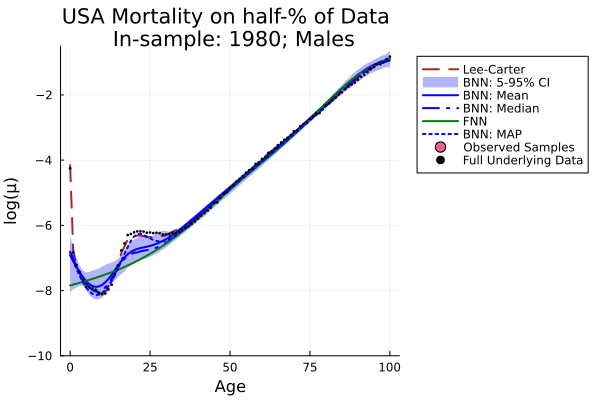 USA Mortality on half-% of Data
In-sample: 1980; Males
log(μ)
−2
−4
−6
−8
−10
0
25
50
75
100
Age
Lee-Carter
BNN: 5-95% CI
BNN: Mean
BNN: Median
FNN
BNN: MAP
Observed Samples
Full Underlying Data